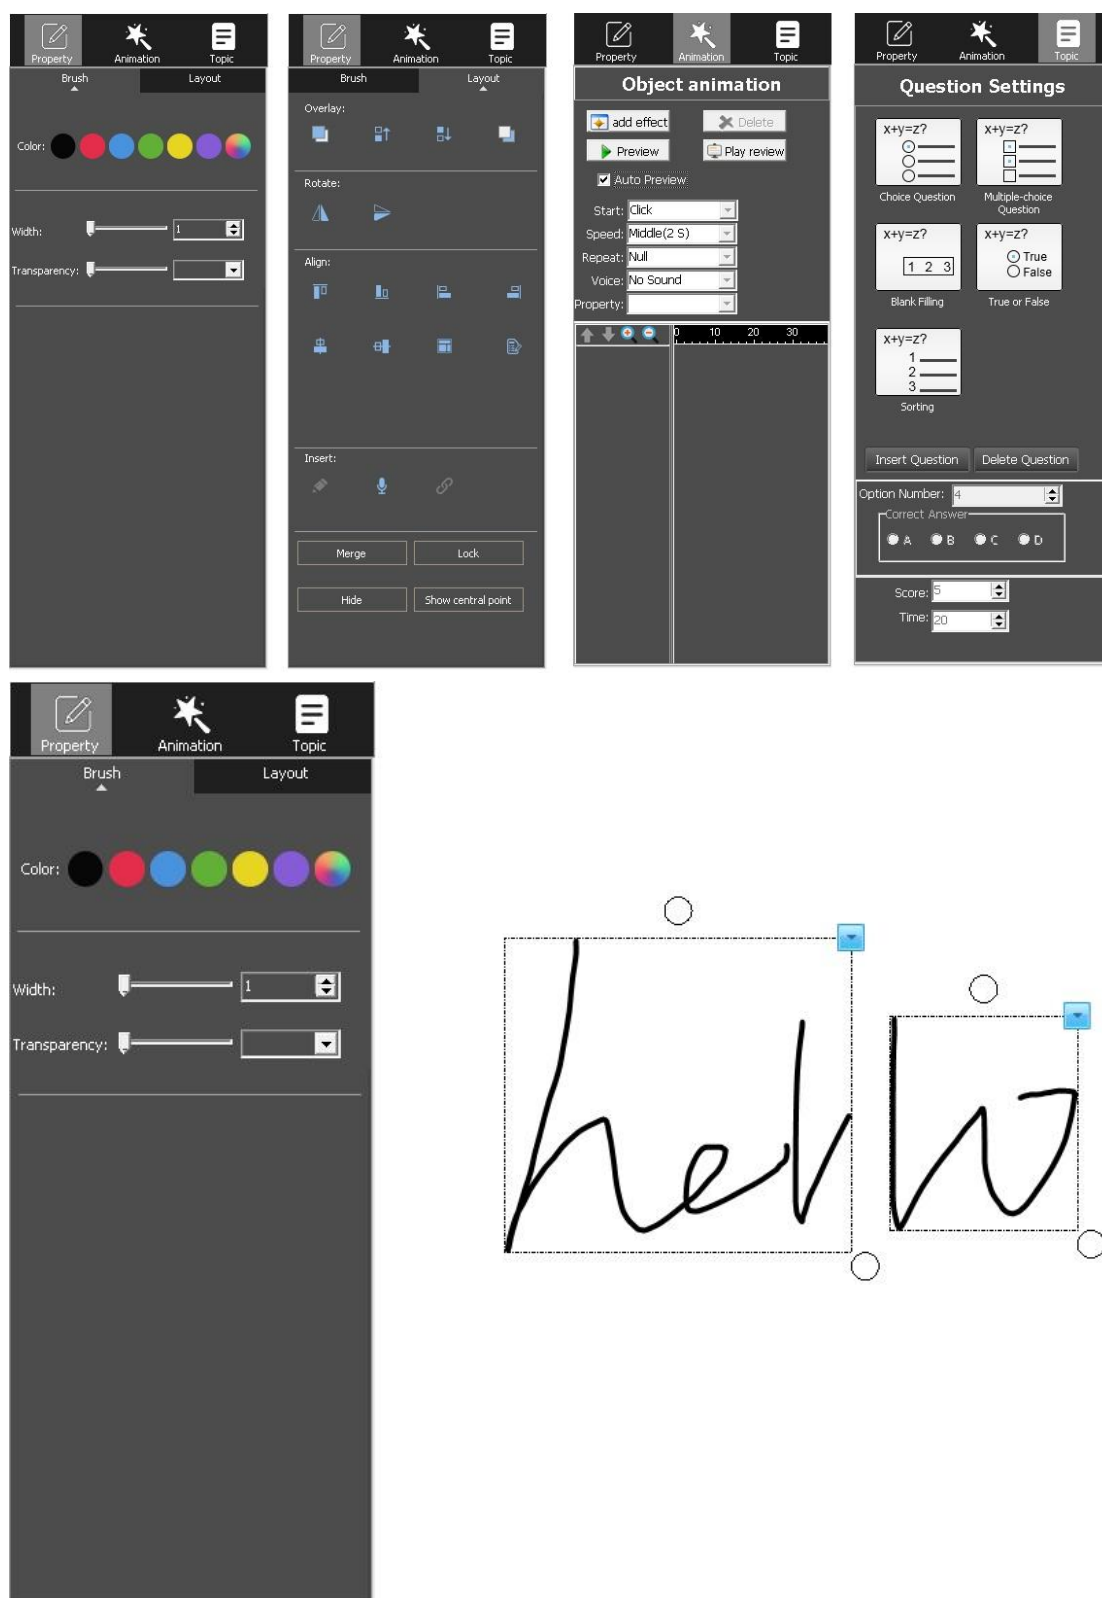 Property Animation Topic
Brush Layout
Color:
Width: 1
Transparency:
Property Animation Topic
Brush Layout
Overlay:
Rotate:
Align:
Insert:
Merge Lock
Hide Show central point
Property Animation Topic
Object animation
add effect Delete
Preview Play review
Auto Preview
Start: Click
Speed: Middle(2 S)
Repeat: Null
Voice: No Sound
Property:
0 10 20 30
Property Animation Topic
Question Settings
x+y=z? x+y=z?
Choice Question Multiple-choice
Question
x+y=z? x+y=z?
1 2 3 True
False
Blank Filling True or False
x+y=z?
1
2
3
Sorting
Insert Question Delete Question
Option Number: 4
Correct Answer
A B C D
Score: 5
Time: 20
Property Animation Topic
Brush Layout
Color:
Width: 1
Transparency: